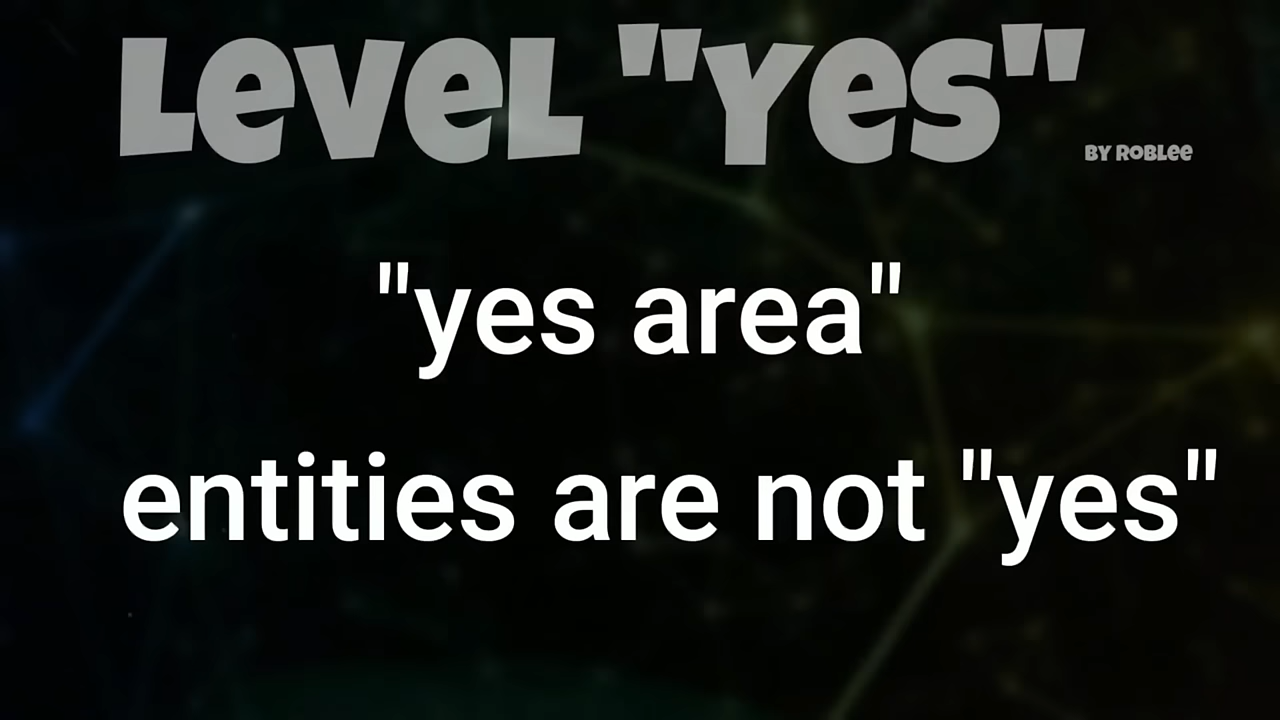 Level "Yes" BY ROBLee
"yes area"
entities are not "yes"